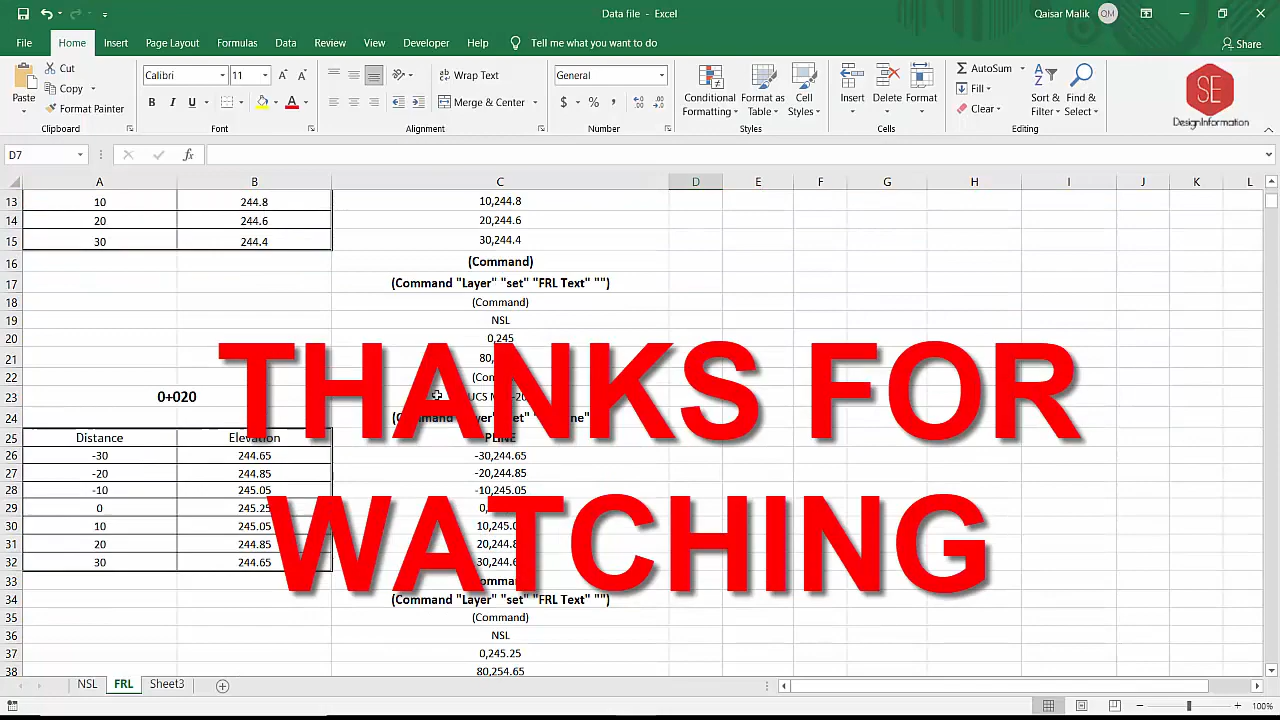 Data file - Excel
Qaisar Malik QM
File Home Insert Page Layout Formulas Data Review View Developer Help Tell me what you want to do Share
Paste
Cut
Copy
Format Painter
Clipboard
Calibri 11
B I U
Font
Wrap Text
Merge & Center
Alignment
General
$ % ,
Number
Conditional Formatting
Format as Table
Cell Styles
Styles
Insert Delete Format
Cells
AutoSum
Fill
Clear
Sort & Filter
Find & Select
Editing
SE
DesignInformation
D7 fx
A B C D E F G H I J K L
13 10 244.8 10,244.8
14 20 244.6 20,244.6
15 30 244.4 30,244.4
16 (Command)
17 (Command "Layer" "set" "FRL Text" "")
18 (Command)
19 NSL
20 0,245
21 80,
22
23 0+020
24
25 Distance Elevation
26 -30 244.65 -30,244.65
27 -20 244.85 -20,244.85
28 -10 245.05 -10,245.05
29 0 245.25
30 10 245.05
31 20 244.85
32 30 244.65
33
34 (Command "Layer" "set" "FRL Text" "")
35 (Command)
36 NSL
37 0,245.25
38 80,254.65
THANKS FOR
WATCHING
NSL FRL Sheet3
100%